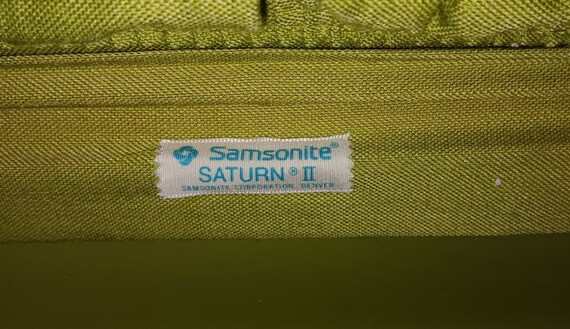 Samsonite®
SATURN® II
SAMSONITE CORPORATION, DENVER